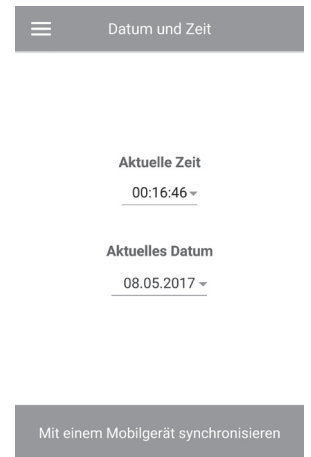 Datum und Zeit
Aktuelle Zeit
00:16:46
Aktuelles Datum
08.05.2017
Mit einem Mobilgerät synchronisieren